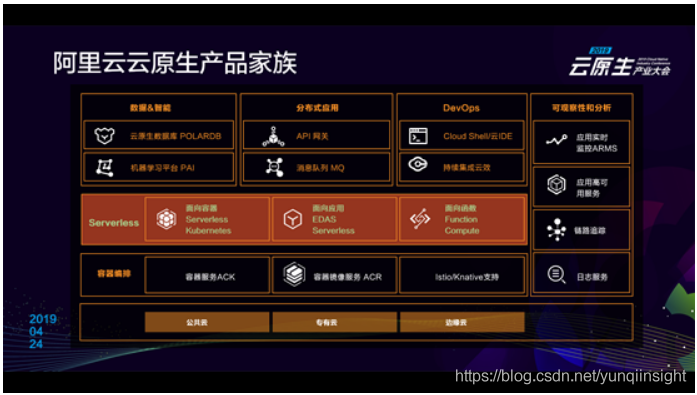 阿里云云原生产品家族
2019
云原生产业大会
数据&智能
分布式应用
DevOps
可观察性和分析
云原生数据库 POLARDB
API 网关
Cloud Shell/云IDE
应用实时
监控ARMS
机器学习平台 PAI
消息队列 MQ
持续集成云效
应用高可
用服务
Serverless
面向容器
Serverless
Kubernetes
面向应用
EDAS
Serverless
面向函数
Function
Compute
链路追踪
容器编排
容器服务ACK
容器镜像服务 ACR
Istio/Knative支持
日志服务
公共云
专有云
边缘云
2019
04
24
https://blog.csdn.net/yunqiinsight